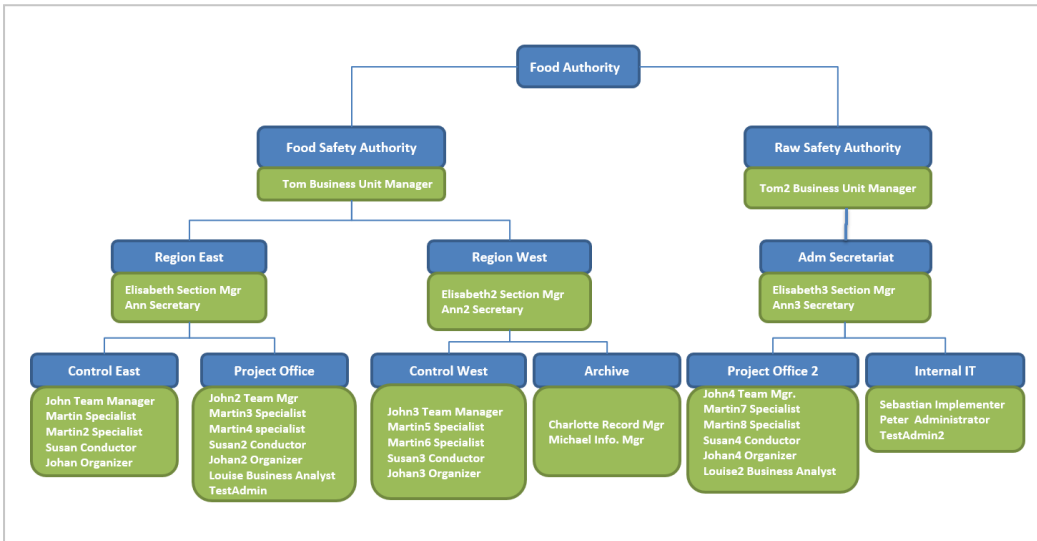 Food Authority
Food Safety Authority
Tom Business Unit Manager
Raw Safety Authority
Tom2 Business Unit Manager
Region East
Elisabeth Section Mgr
Ann Secretary
Region West
Elisabeth2 Section Mgr
Ann2 Secretary
Adm Secretariat
Elisabeth3 Section Mgr
Ann3 Secretary
Control East
John Team Manager
Martin Specialist
Martin2 Specialist
Susan Conductor
Johan Organizer
Project Office
John2 Team Mgr
Martin3 Specialist
Martin4 specialist
Susan2 Conductor
Johan2 Organizer
Louise Business Analyst
TestAdmin
Control West
John3 Team Manager
Martin5 Specialist
Martin6 Specialist
Susan3 Conductor
Johan3 Organizer
Archive
Charlotte Record Mgr
Michael Info. Mgr
Project Office 2
John4 Team Mgr.
Martin7 Specialist
Martin8 Specialist
Susan4 Conductor
Johan4 Organizer
Louise2 Business Analyst
Internal IT
Sebastian Implementer
Peter Administrator
TestAdmin2